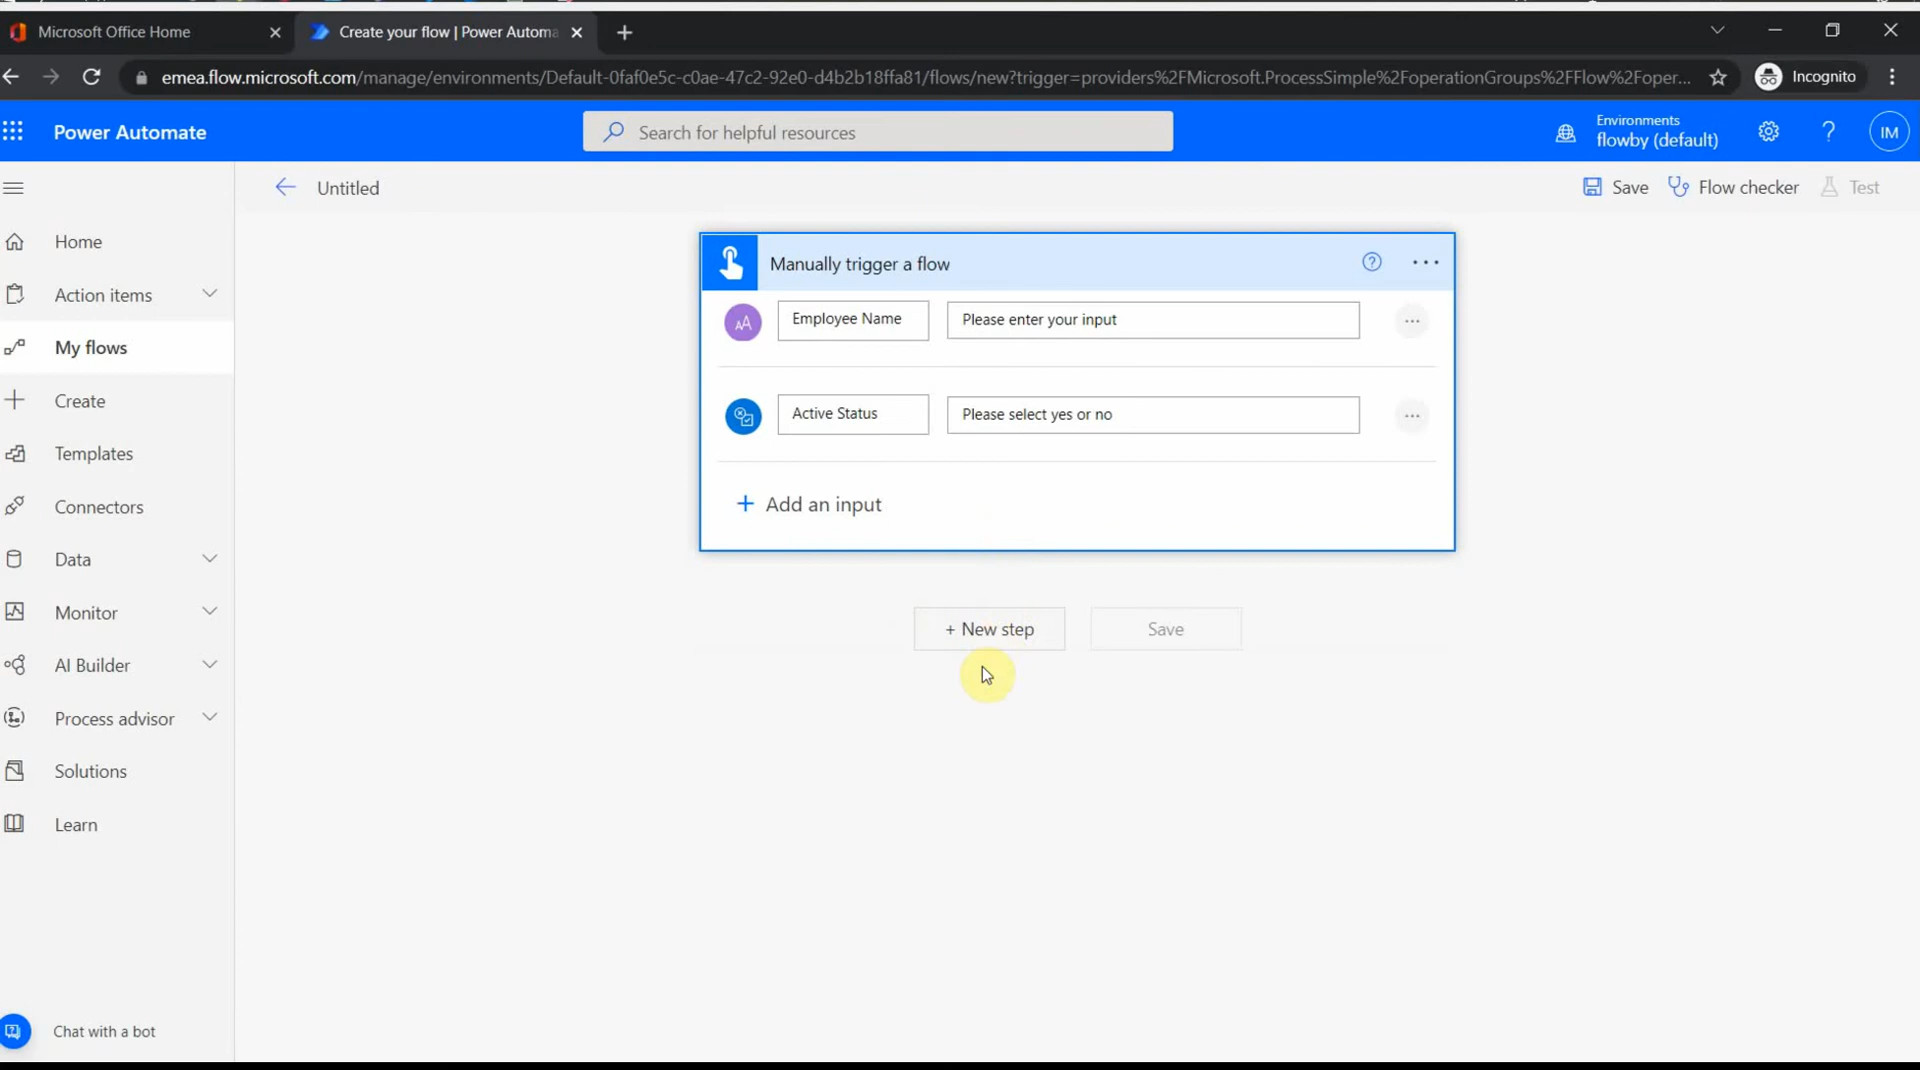 Microsoft Office Home
Create your flow | Power Automa
emea.flow.microsoft.com/manage/environments/Default-0faf0e5c-c0ae-47c2-92e0-d4b2b18ffa81/flows/new?trigger=providers%2FMicrosoft.ProcessSimple%2FoperationGroups%2FFlow%2Foper...
Incognito
Power Automate
Search for helpful resources
Environments
flowby (default)
?
IM
Untitled
Save
Flow checker
Test
Home
Action items
My flows
Create
Templates
Connectors
Data
Monitor
AI Builder
Process advisor
Solutions
Learn
Chat with a bot
Manually trigger a flow
?
...
AA
Employee Name
Please enter your input
...
Active Status
Please select yes or no
...
+ Add an input
+ New step
Save